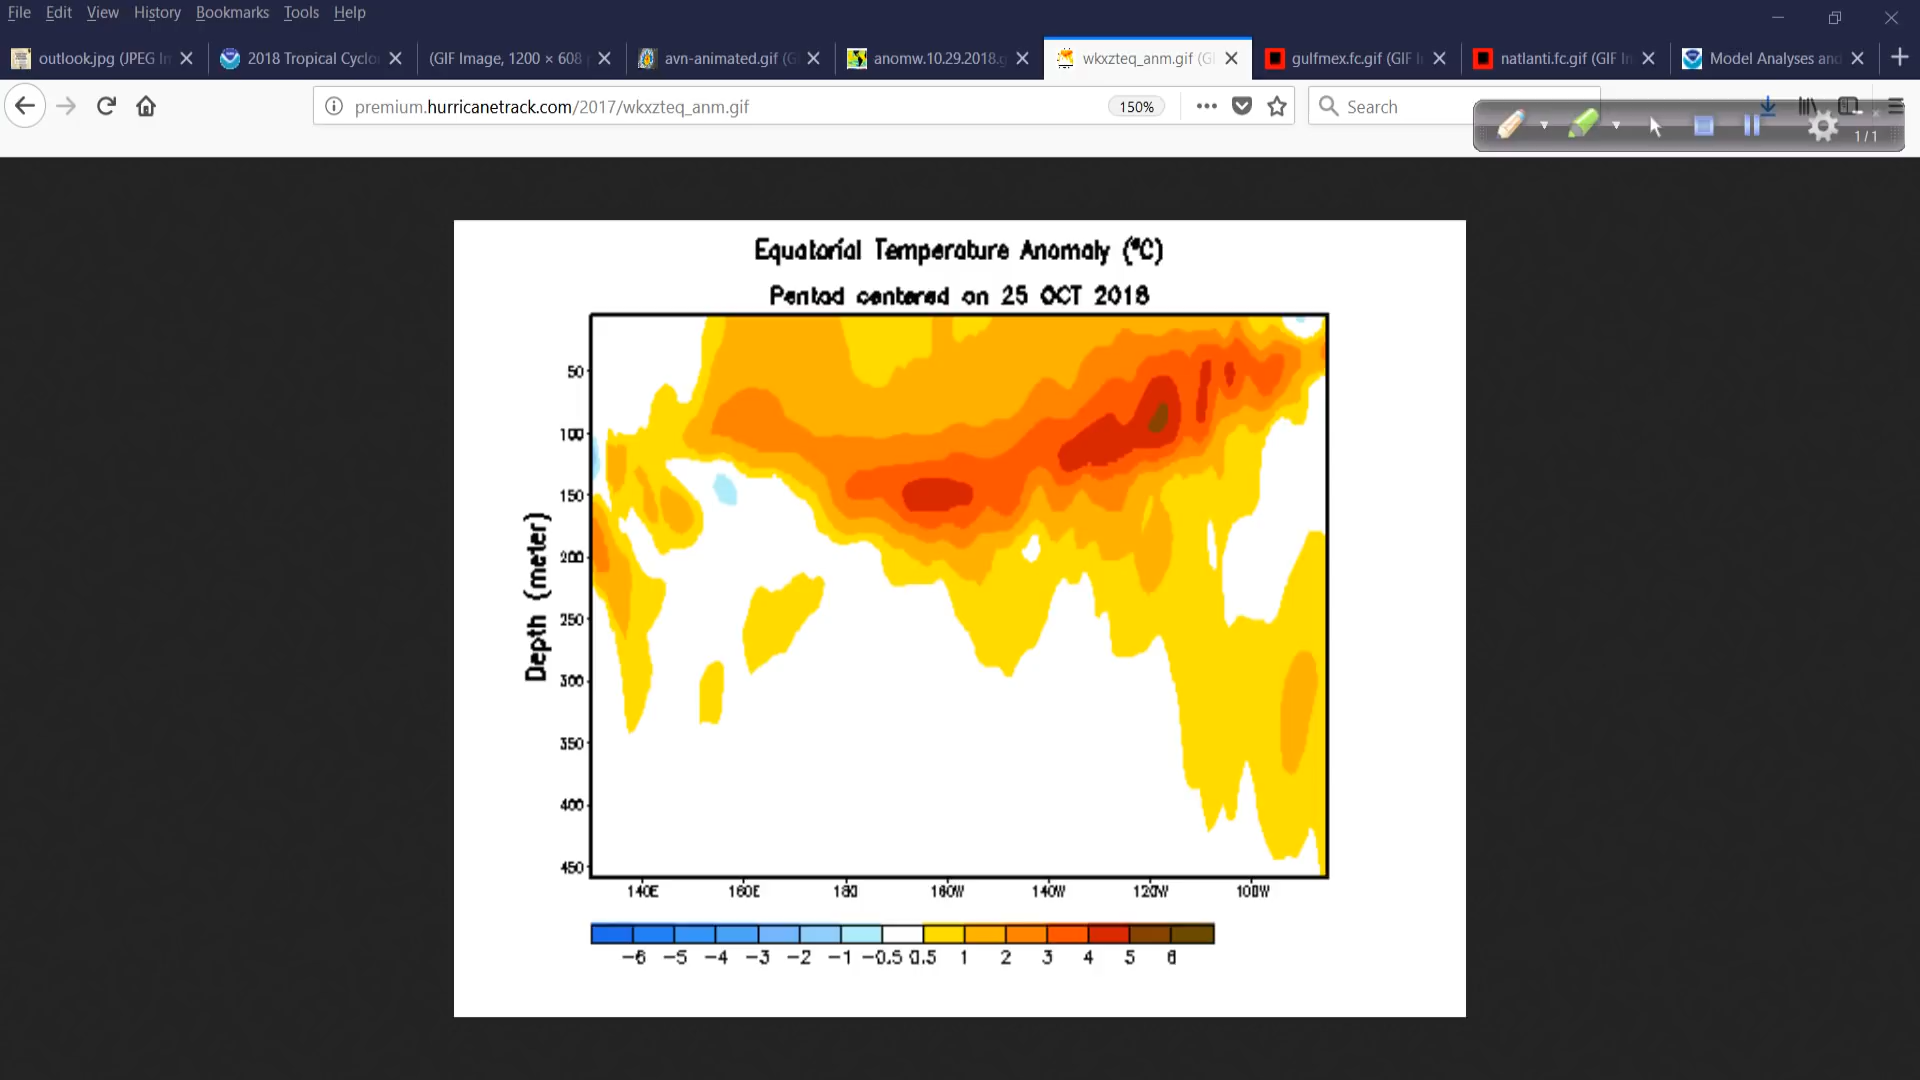 File Edit View History Bookmarks Tools Help
outlook.jpg (JPEG Im
2018 Tropical Cyclo
(GIF Image, 1200 × 608
avn-animated.gif (G
anomw.10.29.2018.g
wkxzteq_anm.gif (GI
gulfmex.fc.gif (GIF I
natlanti.fc.gif (GIF In
Model Analyses and
premium.hurricanetrack.com/2017/wkxzteq_anm.gif
150%
Search
1/1
Equatorial Temperature Anomaly (°C)
Pentad centered on 25 OCT 2018
Depth (meter)
50
100
150
200
250
300
350
400
450
140E 160E 180 160W 140W 120W 100W
-6 -5 -4 -3 -2 -1 -0.5 0.5 1 2 3 4 5 6